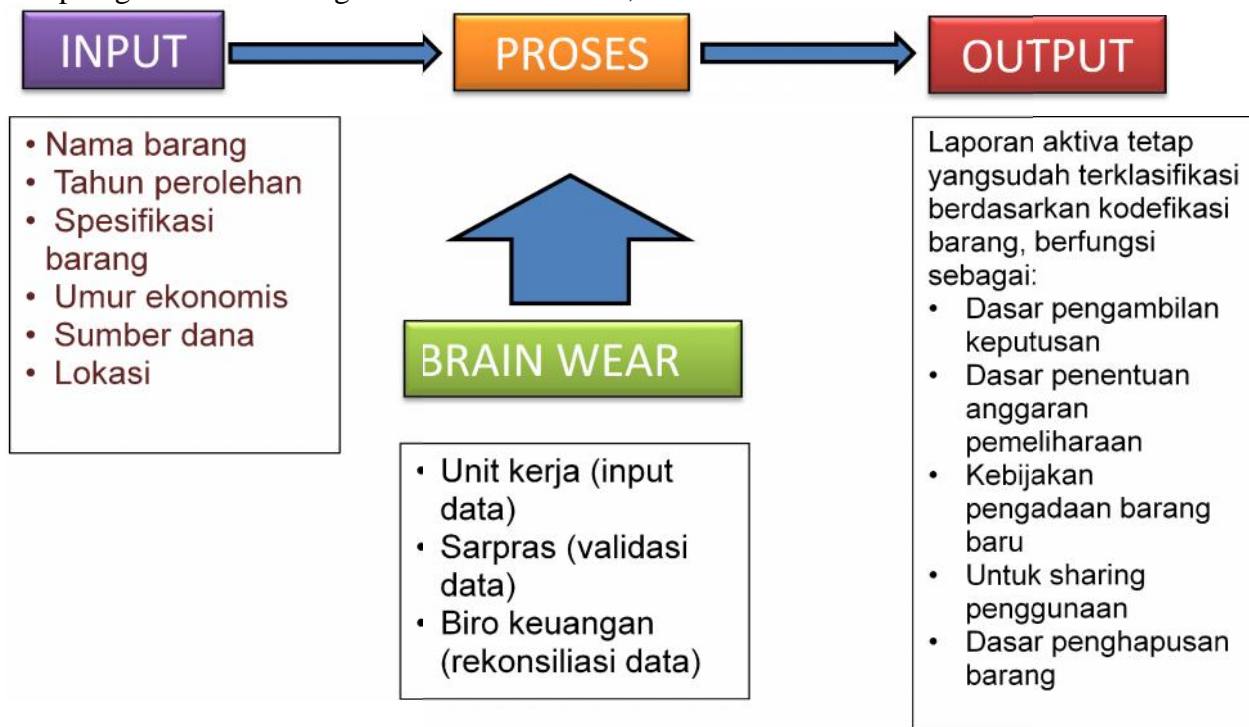 INPUT
PROSES
OUTPUT
• Nama barang
• Tahun perolehan
• Spesifikasi
barang
• Umur ekonomis
• Sumber dana
• Lokasi
BRAIN WEAR
• Unit kerja (input
data)
• Sarpras (validasi
data)
• Biro keuangan
(rekonsiliasi data)
Laporan aktiva tetap
yangsudah terklasifikasi
berdasarkan kodefikasi
barang, berfungsi
sebagai:
• Dasar pengambilan
keputusan
• Dasar penentuan
anggaran
pemeliharaan
• Kebijakan
pengadaan barang
baru
• Untuk sharing
penggunaan
• Dasar penghapusan
barang